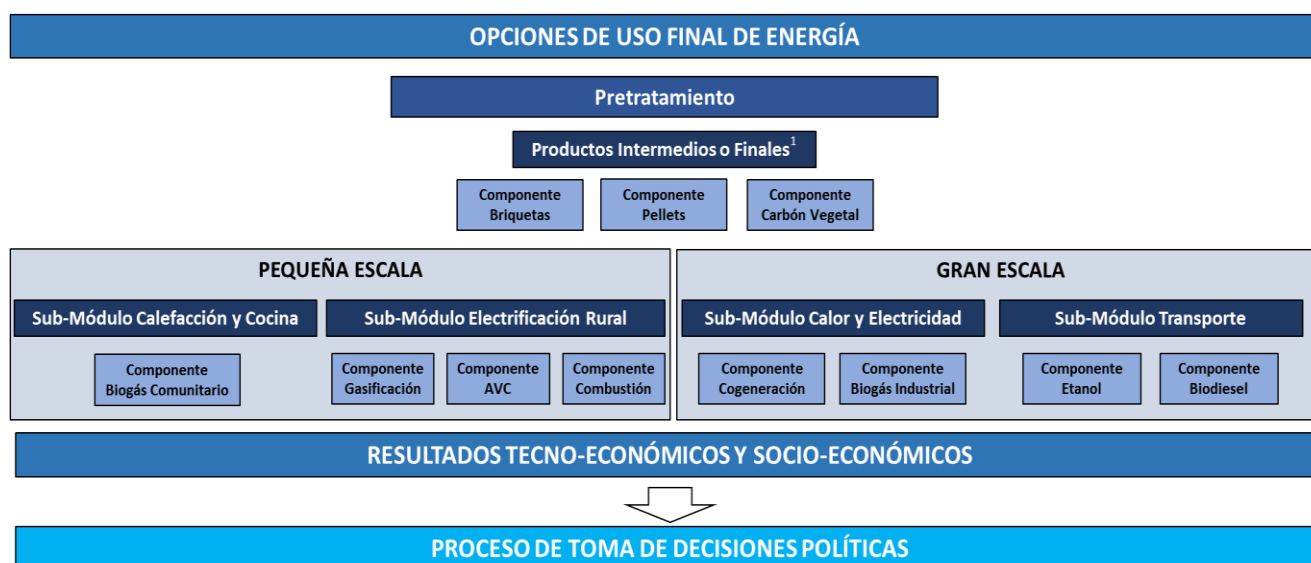 OPCIONES DE USO FINAL DE ENERGÍA
Pretratamiento
Productos Intermedios o Finales¹
Componente
Briquetas
Componente
Pellets
Componente
Carbón Vegetal
PEQUEÑA ESCALA
Sub-Módulo Calefacción y Cocina
Componente
Biogás Comunitario
Sub-Módulo Electrificación Rural
Componente
Gasificación
Componente
AVC
Componente
Combustión
GRAN ESCALA
Sub-Módulo Calor y Electricidad
Componente
Cogeneración
Componente
Biogás Industrial
Sub-Módulo Transporte
Componente
Etanol
Componente
Biodiesel
RESULTADOS TECNO-ECONÓMICOS Y SOCIO-ECONÓMICOS
PROCESO DE TOMA DE DECISIONES POLÍTICAS